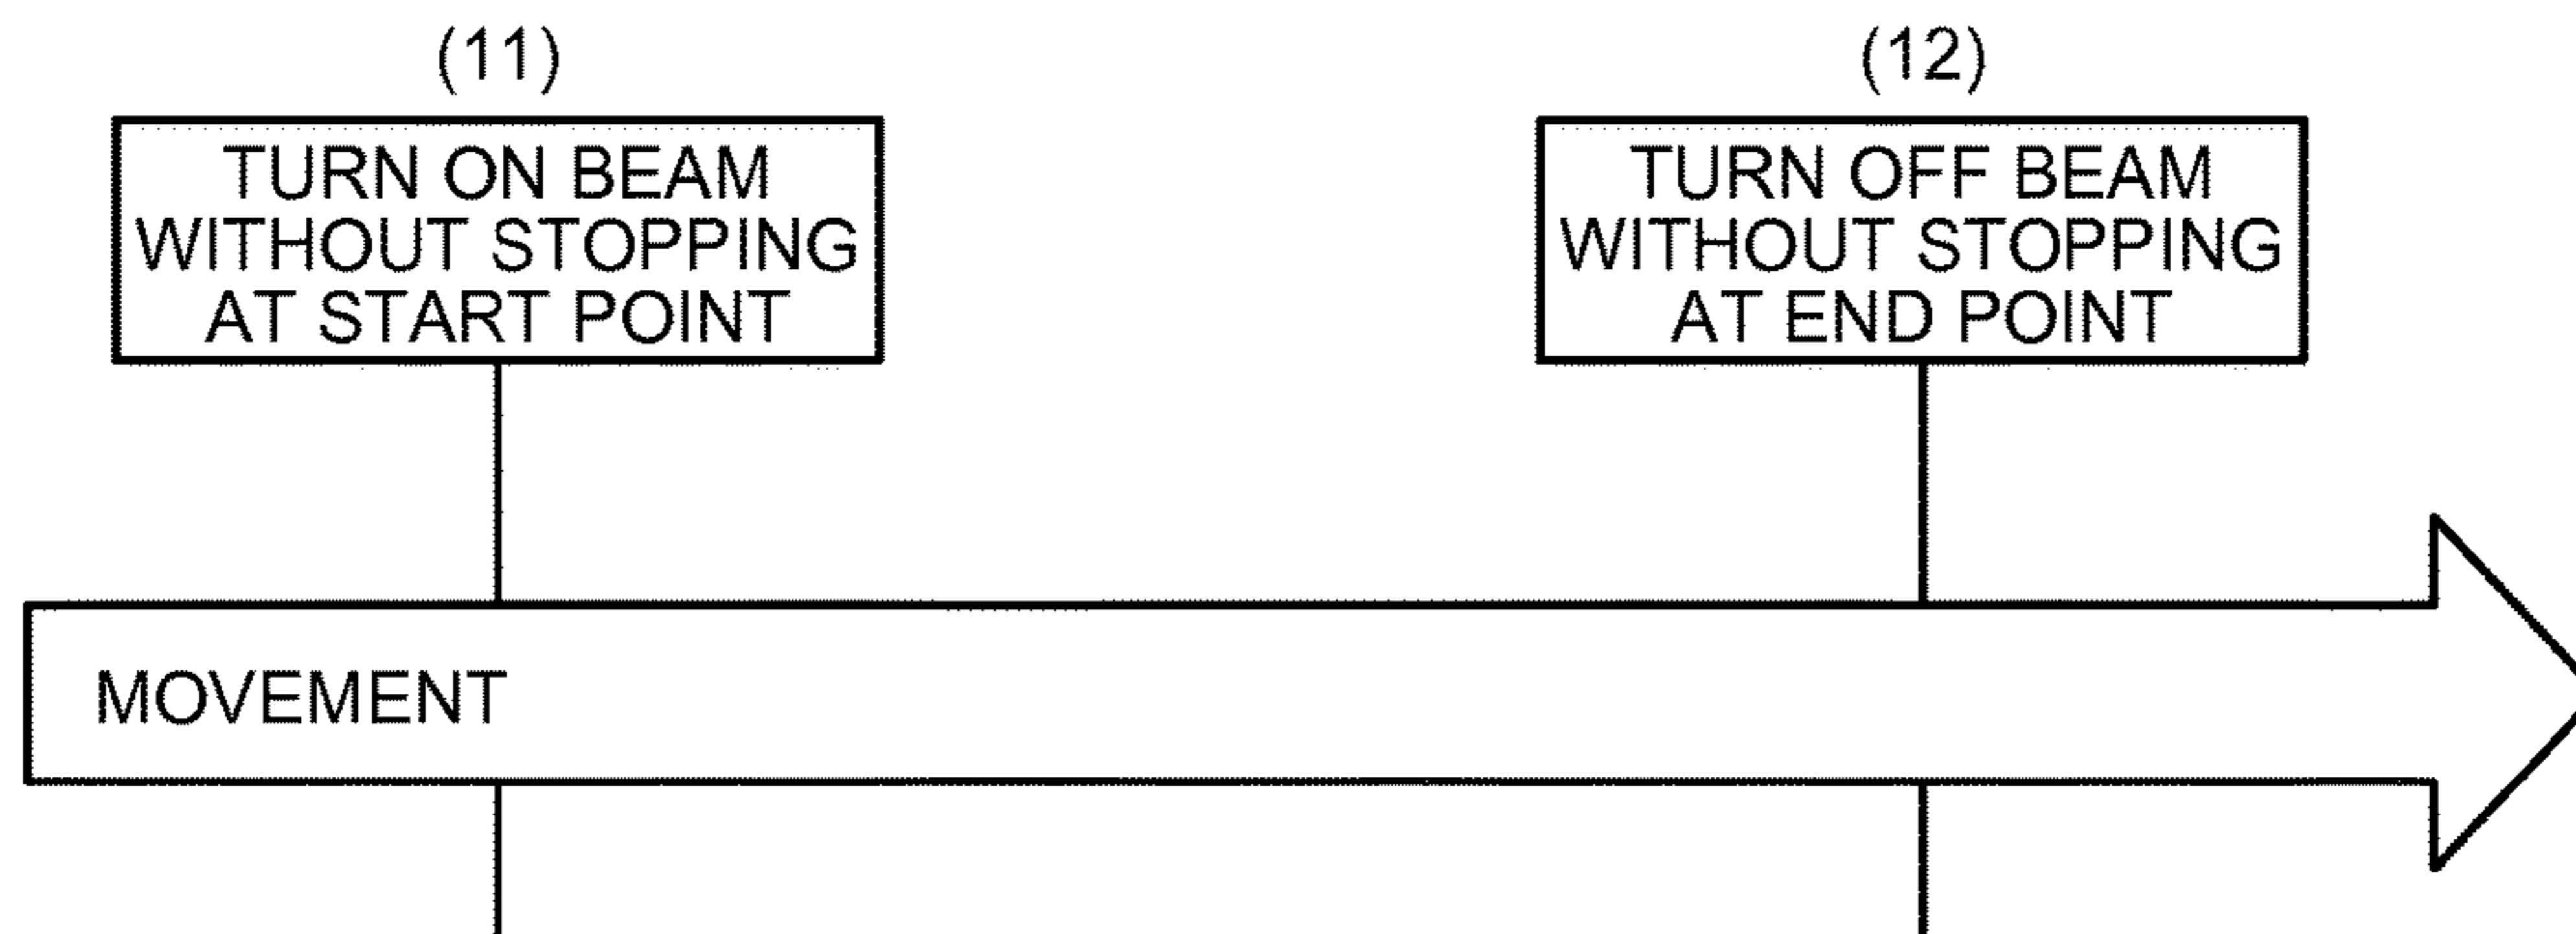 (11)
TURN ON BEAM
WITHOUT STOPPING
AT START POINT
(12)
TURN OFF BEAM
WITHOUT STOPPING
AT END POINT
MOVEMENT